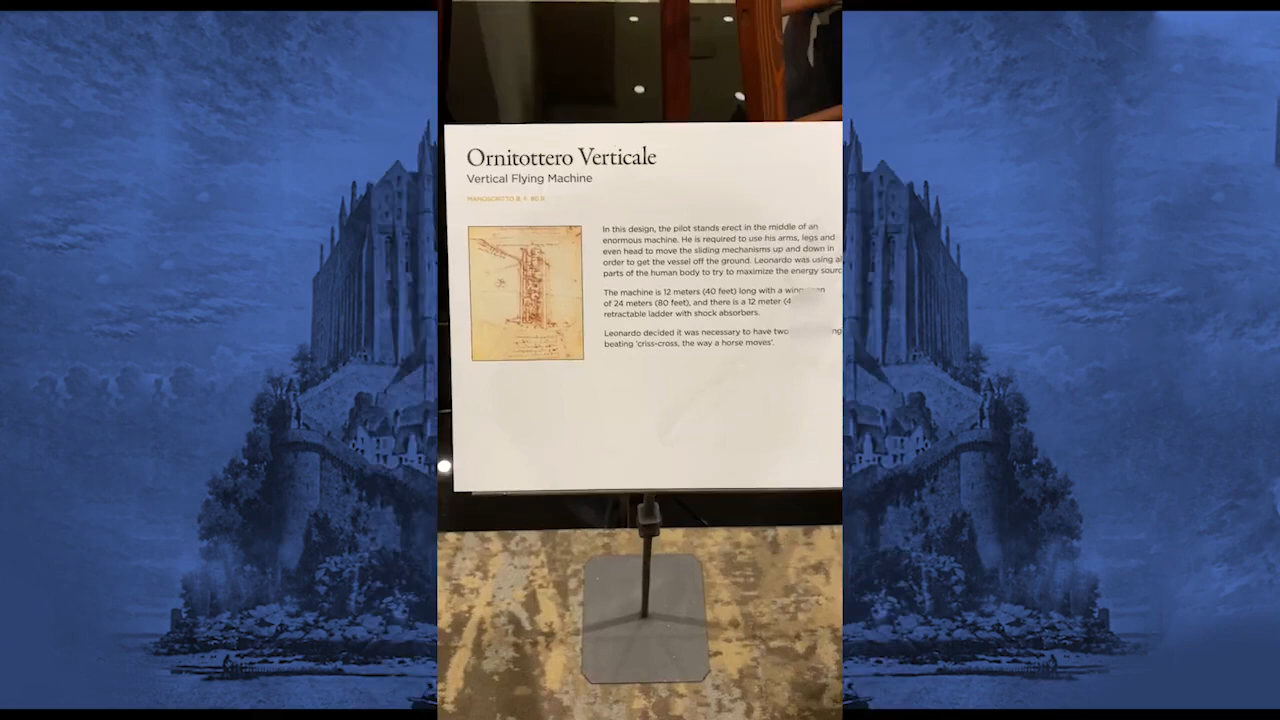 Ornitottero Verticale
Vertical Flying Machine
MANOSCRITTO B, F. 80 R
In this design, the pilot stands erect in the middle of an
enormous machine. He is required to use his arms, legs and
even head to move the sliding mechanisms up and down in
order to get the vessel off the ground. Leonardo was using
parts of the human body to try to maximize the energy
The machine is 12 meters (40 feet) long with a
of 24 meters (80 feet), and there is a 12 meter
retractable ladder with shock absorbers.
Leonardo decided it was necessary to have two
beating 'criss-cross, the way a horse moves'.